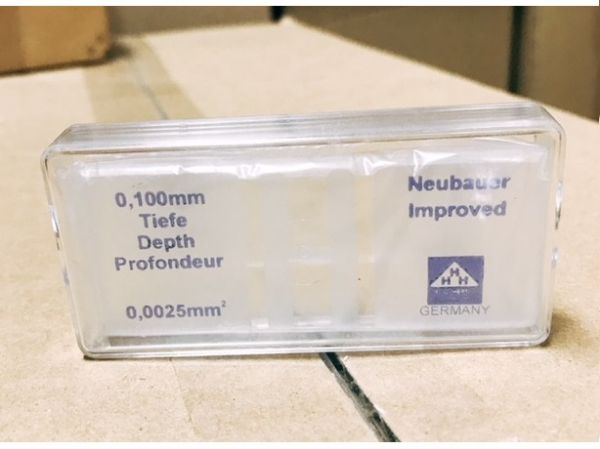 0,100mm
Tiefe
Depth
Profondeur
0,0025mm²
Neubauer
Improved
H
H H
GERMANY